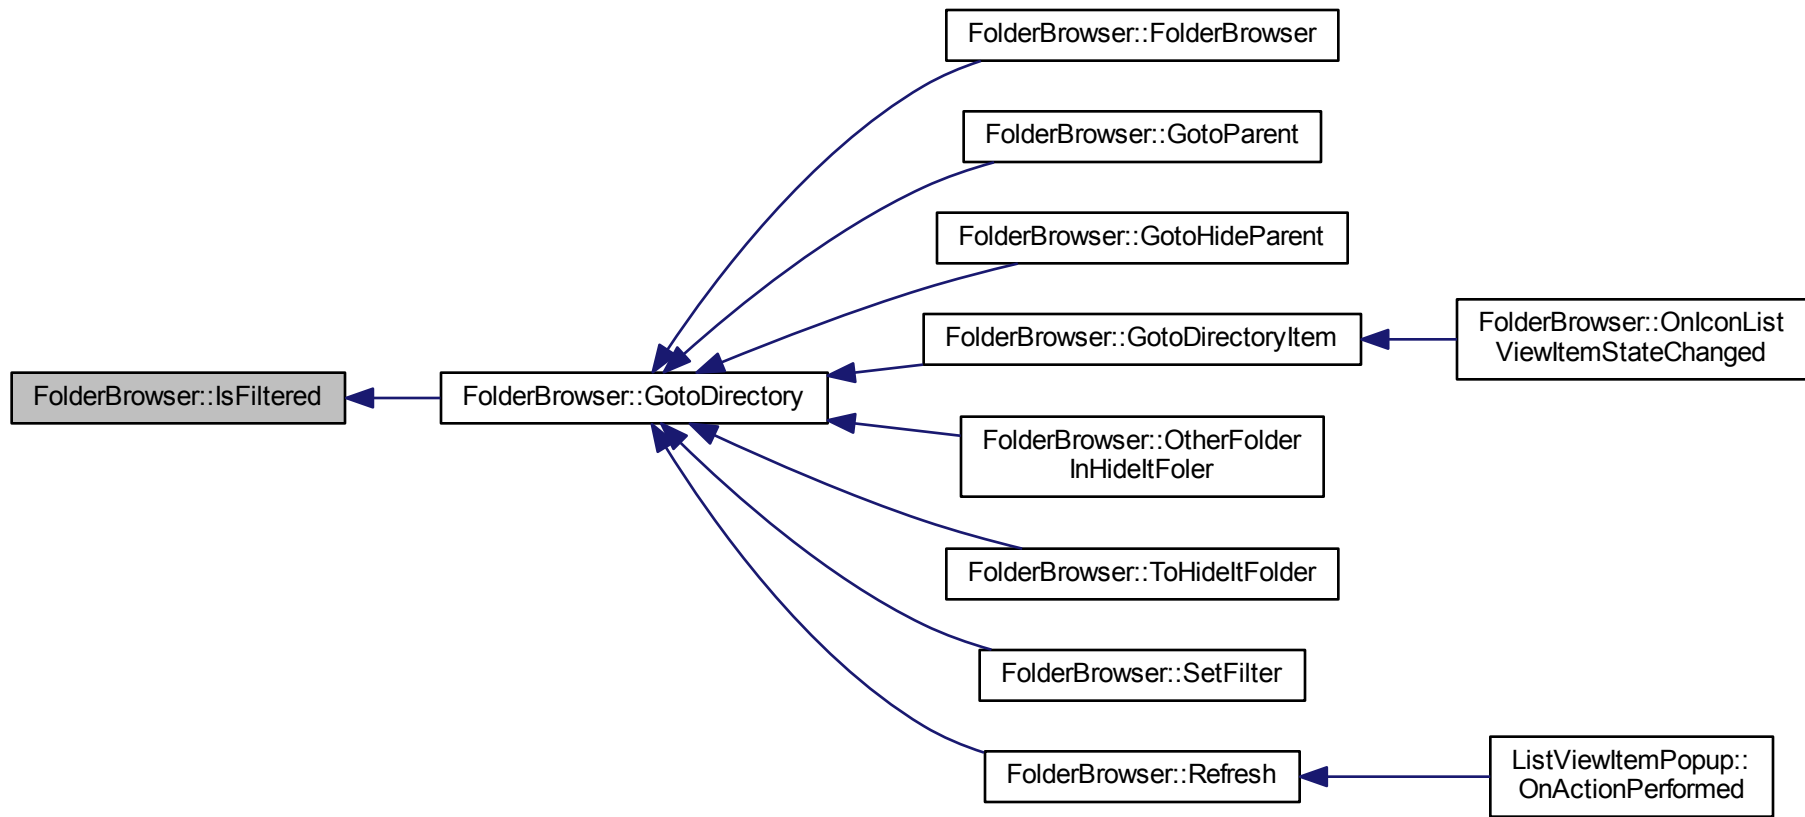 FolderBrowser::IsFiltered
FolderBrowser::GotoDirectory
FolderBrowser::FolderBrowser
FolderBrowser::GotoParent
FolderBrowser::GotoHideParent
FolderBrowser::GotoDirectoryItem
FolderBrowser::OnIconList
ViewItemStateChanged
FolderBrowser::OtherFolder
InHideItFoler
FolderBrowser::ToHideItFolder
FolderBrowser::SetFilter
FolderBrowser::Refresh
ListViewItemPopup::
OnActionPerformed